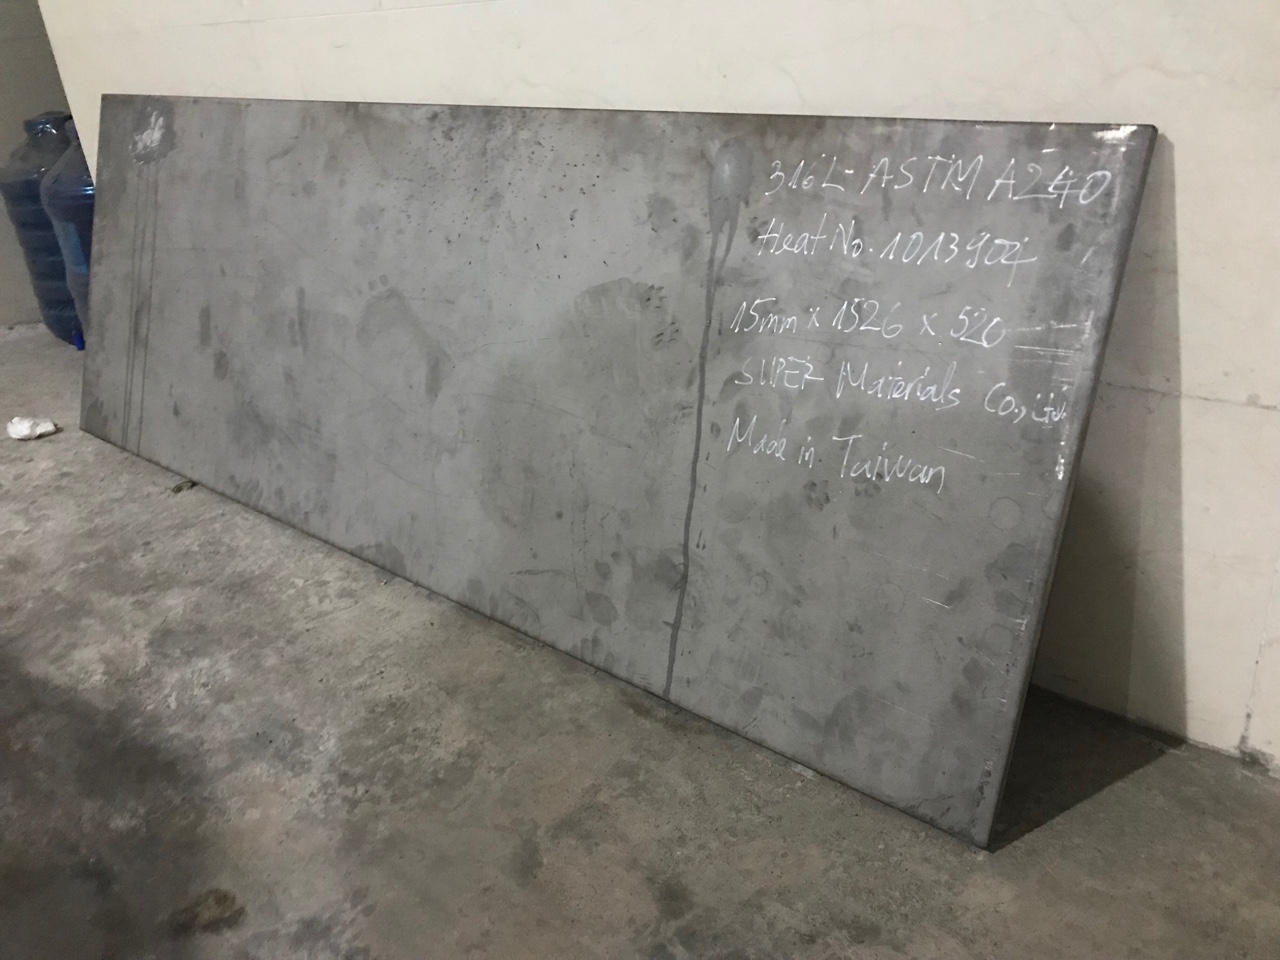 316L-ASTM A240
Heat No. 1013904
15mm x 1526 x 520
SUPER Materials Co., Ltd.
Made in Taiwan